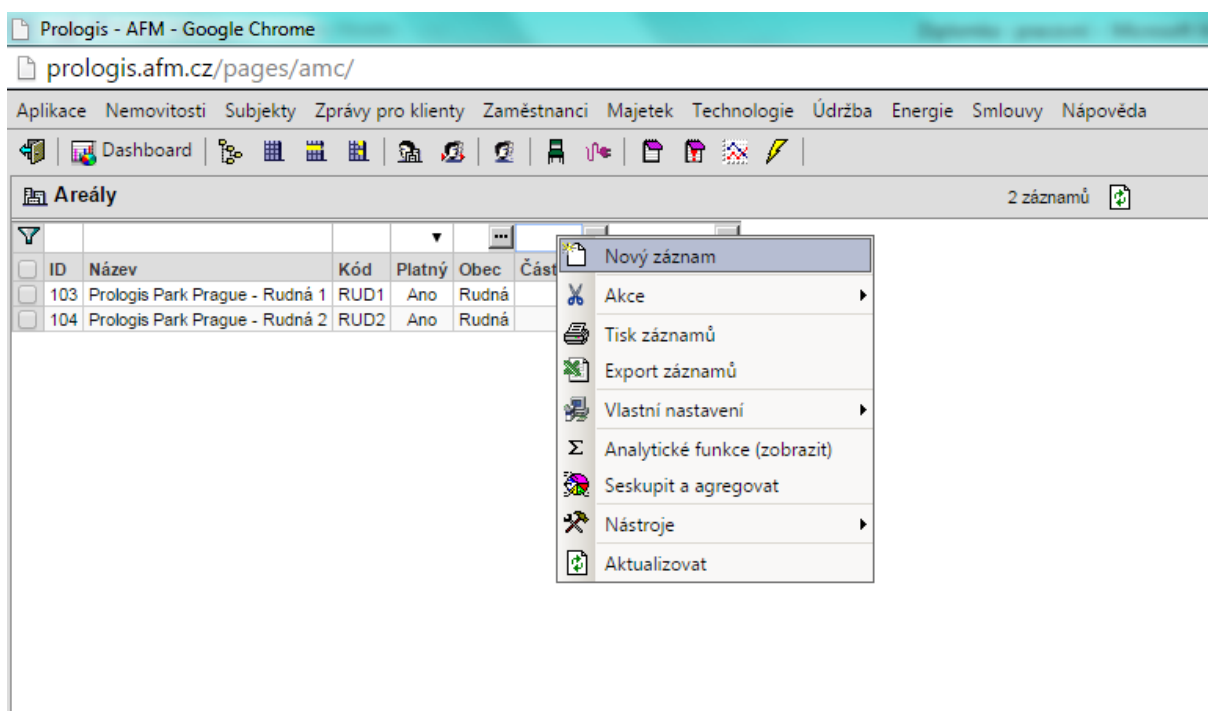 Prologis - AFM - Google Chrome
prologis.afm.cz/pages/amc/
Aplikace Nemovitosti Subjekty Zprávy pro klienty Zaměstnanci Majetek Technologie Údržba Energie Smlouvy Nápověda
Dashboard
Areály 2 záznamů
ID Název Kód Platný Obec Část
103 Prologis Park Prague - Rudná 1 RUD1 Ano Rudná
104 Prologis Park Prague - Rudná 2 RUD2 Ano Rudná
Nový záznam
Akce
Tisk záznamů
Export záznamů
Vlastní nastavení
Σ Analytické funkce (zobrazit)
Seskupit a agregovat
Nástroje
Aktualizovat